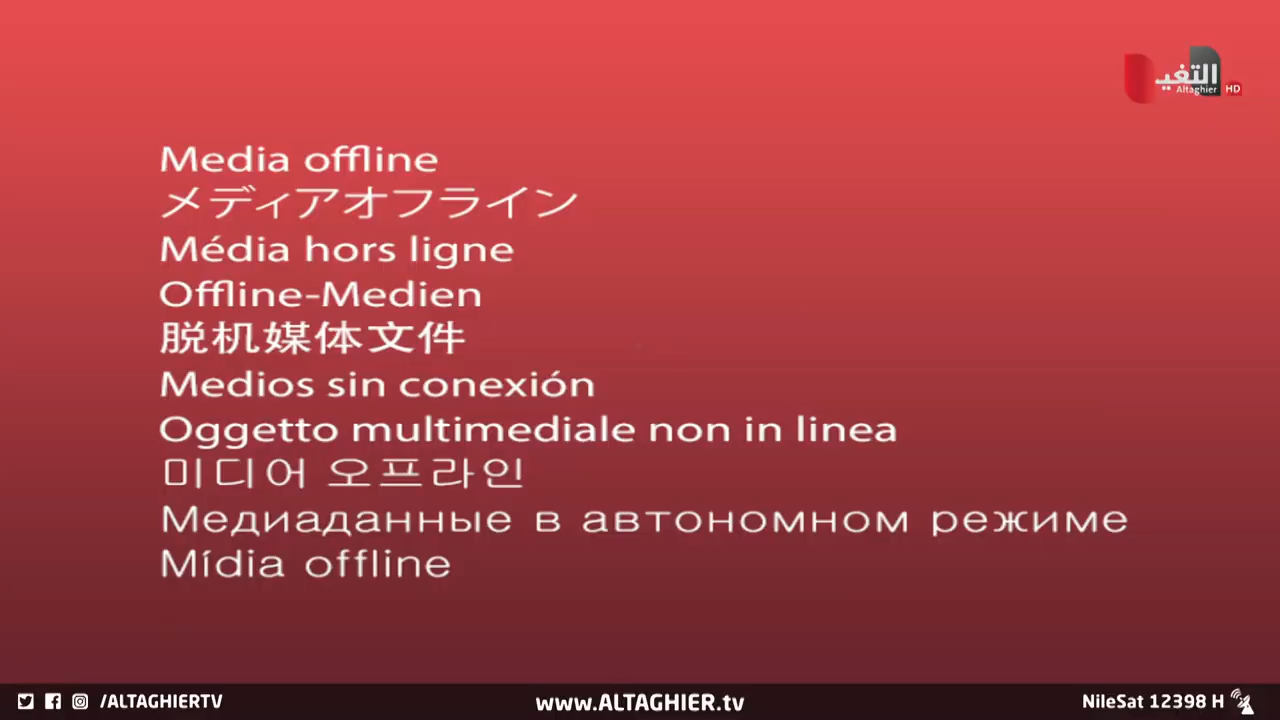 التغيير
Altaghier HD
Media offline
メディアオフライン
Média hors ligne
Offline-Medien
脱机媒体文件
Medios sin conexión
Oggetto multimediale non in linea
미디어 오프라인
Медиаданные в автономном режиме
Mídia offline
/ALTAGHIERTV
www.ALTAGHIER.tv
NileSat 12398 H